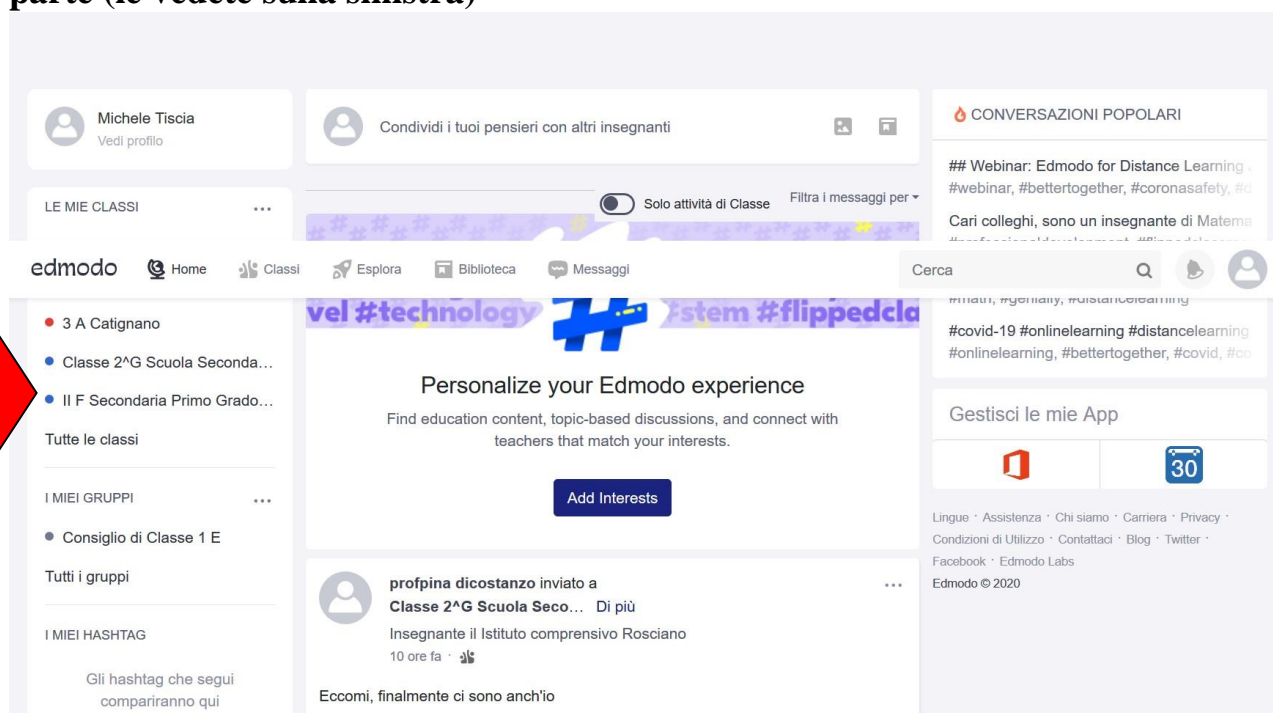 parte (le vedete sulla sinistra)
Michele Tiscia
Vedi profilo
LE MIE CLASSI
Condividi i tuoi pensieri con altri insegnanti
Solo attività di Classe
Filtra i messaggi per
CONVERSAZIONI POPOLARI
## Webinar: Edmodo for Distance Learning
#webinar, #bettertogether, #coronasafety,
Cari colleghi, sono un insegnante di Matema
edmodo Home Classi Esplora Biblioteca Messaggi Cerca
3 A Catignano
Classe 2^G Scuola Seconda...
II F Secondaria Primo Grado...
Tutte le classi
I MIEI GRUPPI
Consiglio di Classe 1 E
Tutti i gruppi
I MIEI HASHTAG
Gli hashtag che segui
compariranno qui
vel #technology #stem #flippedcla
Personalize your Edmodo experience
Find education content, topic-based discussions, and connect with
teachers that match your interests.
Add Interests
profpina dicostanzo inviato a
Classe 2^G Scuola Seco... Di più
Insegnante il Istituto comprensivo Rosciano
10 ore fa ·
Eccomi, finalmente ci sono anch'io
#math, #genially, #distancelearning
#covid-19 #onlinelearning #distancelearning
#onlinelearning, #bettertogether, #covid, #co
Gestisci le mie App
30
Lingue · Assistenza · Chi siamo · Carriera · Privacy ·
Condizioni di Utilizzo · Contattaci · Blog · Twitter ·
Facebook · Edmodo Labs
Edmodo © 2020